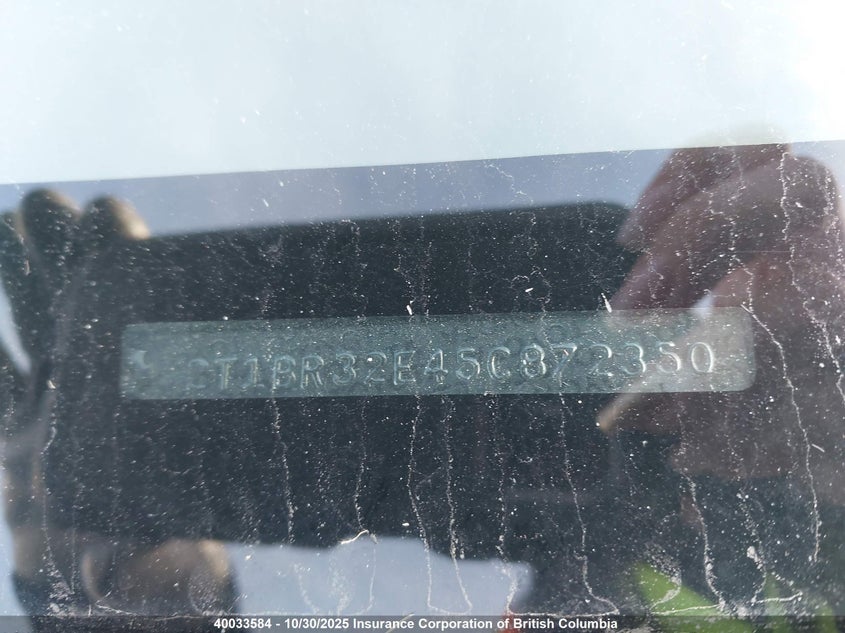 2T1BR32E45C872350
40033584 - 10/30/2025 Insurance Corporation of British Columbia